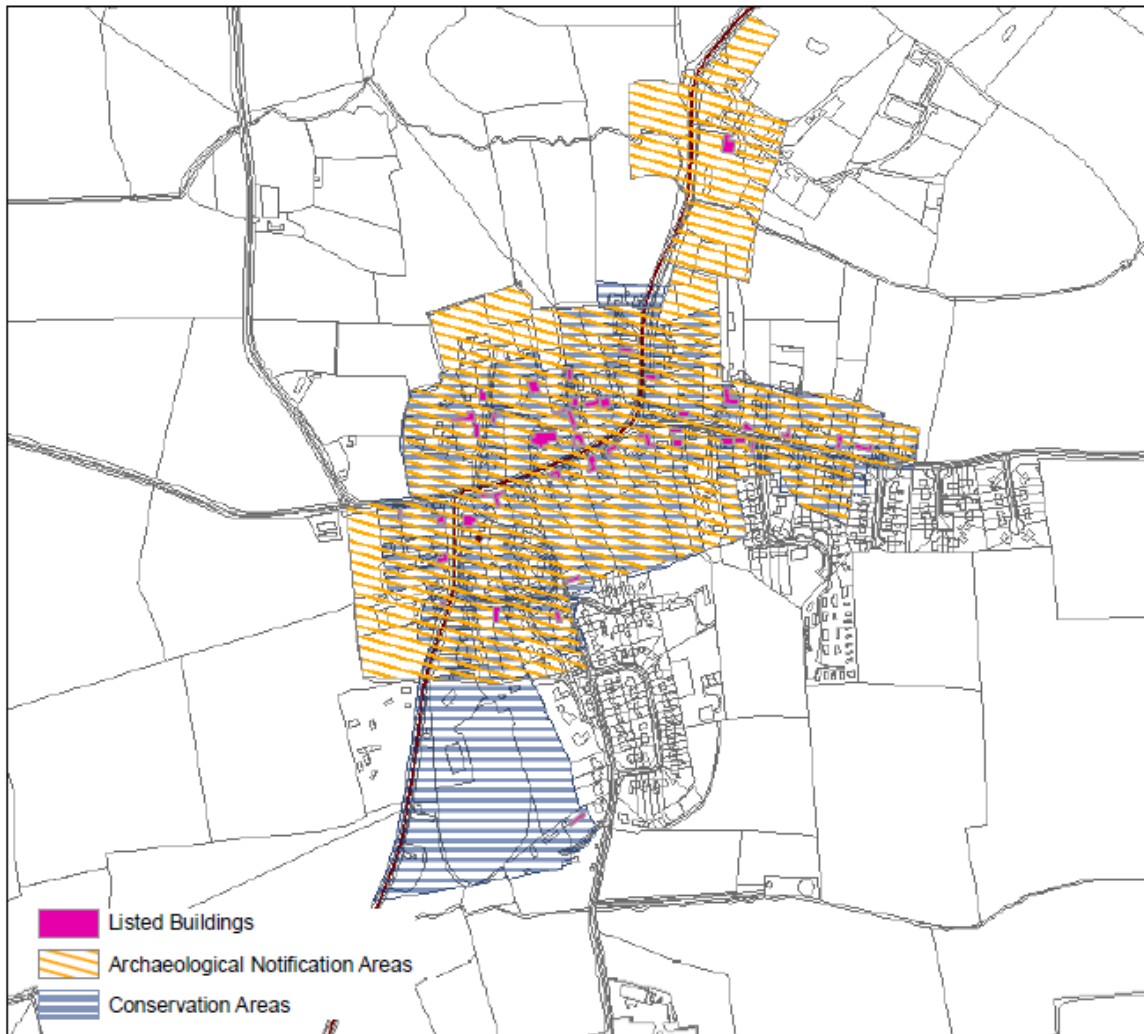 Listed Buildings
Archaeological Notification Areas
Conservation Areas